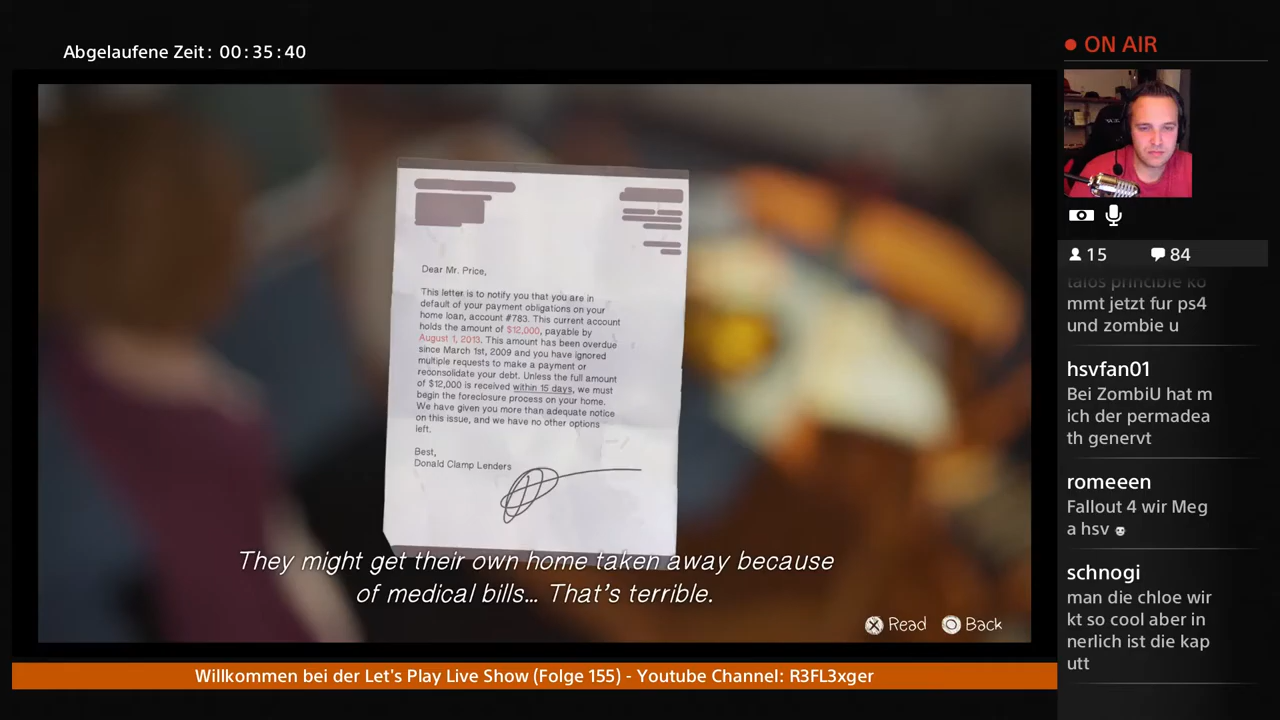 Abgelaufene Zeit: 00:35:40
ON AIR
15
84
Dear Mr. Price,
This letter is to notify you that you are in
default of your payment obligations on your
home loan, account #783. This current account
holds the amount of $12,000, payable by
August 1, 2013. This amount has been overdue
since March 1st, 2009 and you have ignored
multiple requests to make a payment or
reconsolidate your debt. Unless the full amount
of $12,000 is received within 15 days, we must
begin the foreclosure process on your home.
We have given you more than adequate notice
on this issue, and we have no other options
left.
Best,
Donald Clamp Lenders
They might get their own home taken away because
of medical bills... That's terrible.
Read
Back
talos principle ko
mmt jetzt fur ps4
und zombie u
hsvfan01
Bei ZombiU hat m
ich der permadea
th genervt
romeeen
Fallout 4 wir Meg
a hsv
schnogi
man die chloe wir
kt so cool aber in
nerlich ist die kap
utt
Willkommen bei der Let's Play Live Show (Folge 155) - Youtube Channel: R3FL3xger